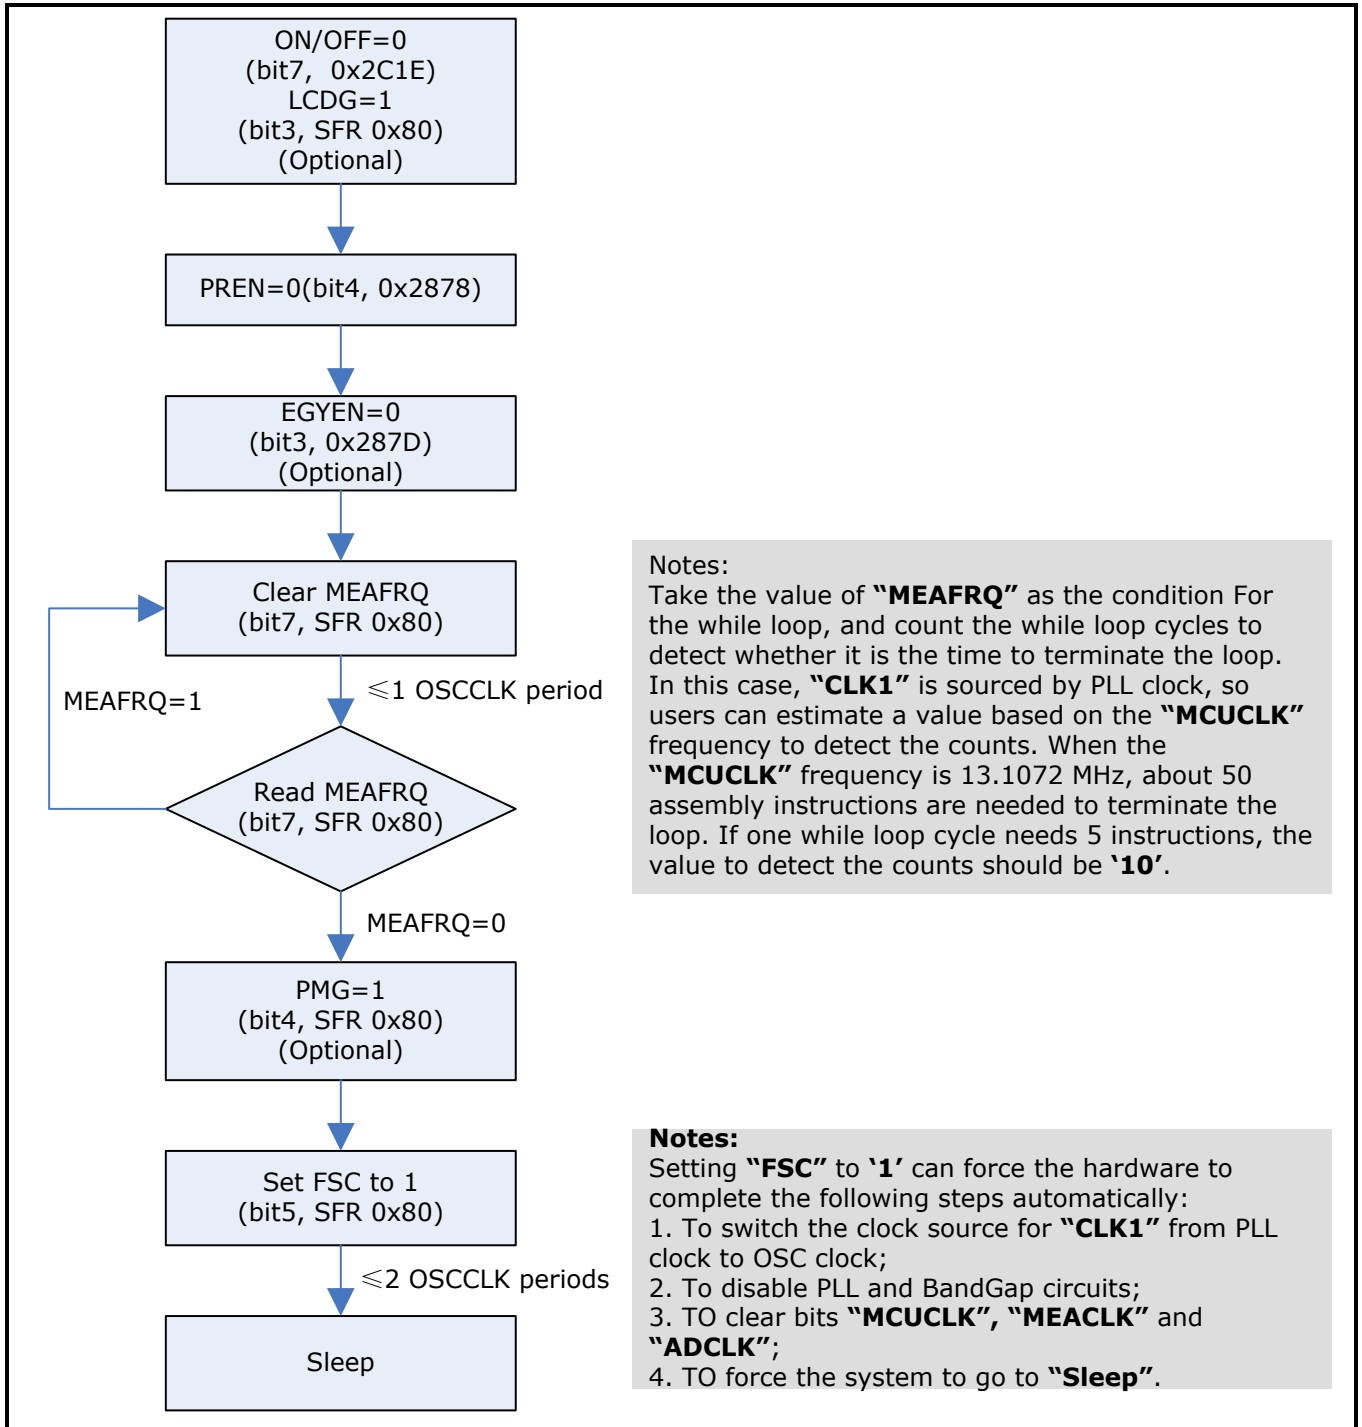 ON/OFF=0
(bit7, 0x2C1E)
LCDG=1
(bit3, SFR 0x80)
(Optional)
PREN=0(bit4, 0x2878)
EGYEN=0
(bit3, 0x287D)
(Optional)
Clear MEAFRQ
(bit7, SFR 0x80)
≤1 OSCCLK period
MEAFRQ=1
Read MEAFRQ
(bit7, SFR 0x80)
MEAFRQ=0
PMG=1
(bit4, SFR 0x80)
(Optional)
Set FSC to 1
(bit5, SFR 0x80)
≤2 OSCCLK periods
Sleep
Notes:
Take the value of “MEAFRQ” as the condition For
the while loop, and count the while loop cycles to
detect whether it is the time to terminate the loop.
In this case, “CLK1” is sourced by PLL clock, so
users can estimate a value based on the “MCUCLK”
frequency to detect the counts. When the
“MCUCLK” frequency is 13.1072 MHz, about 50
assembly instructions are needed to terminate the
loop. If one while loop cycle needs 5 instructions, the
value to detect the counts should be ‘10’.
Notes:
Setting “FSC” to ‘1’ can force the hardware to
complete the following steps automatically:
1. To switch the clock source for “CLK1” from PLL
clock to OSC clock;
2. To disable PLL and BandGap circuits;
3. TO clear bits “MCUCLK”, “MEACLK” and
“ADCLK”;
4. TO force the system to go to “Sleep”.